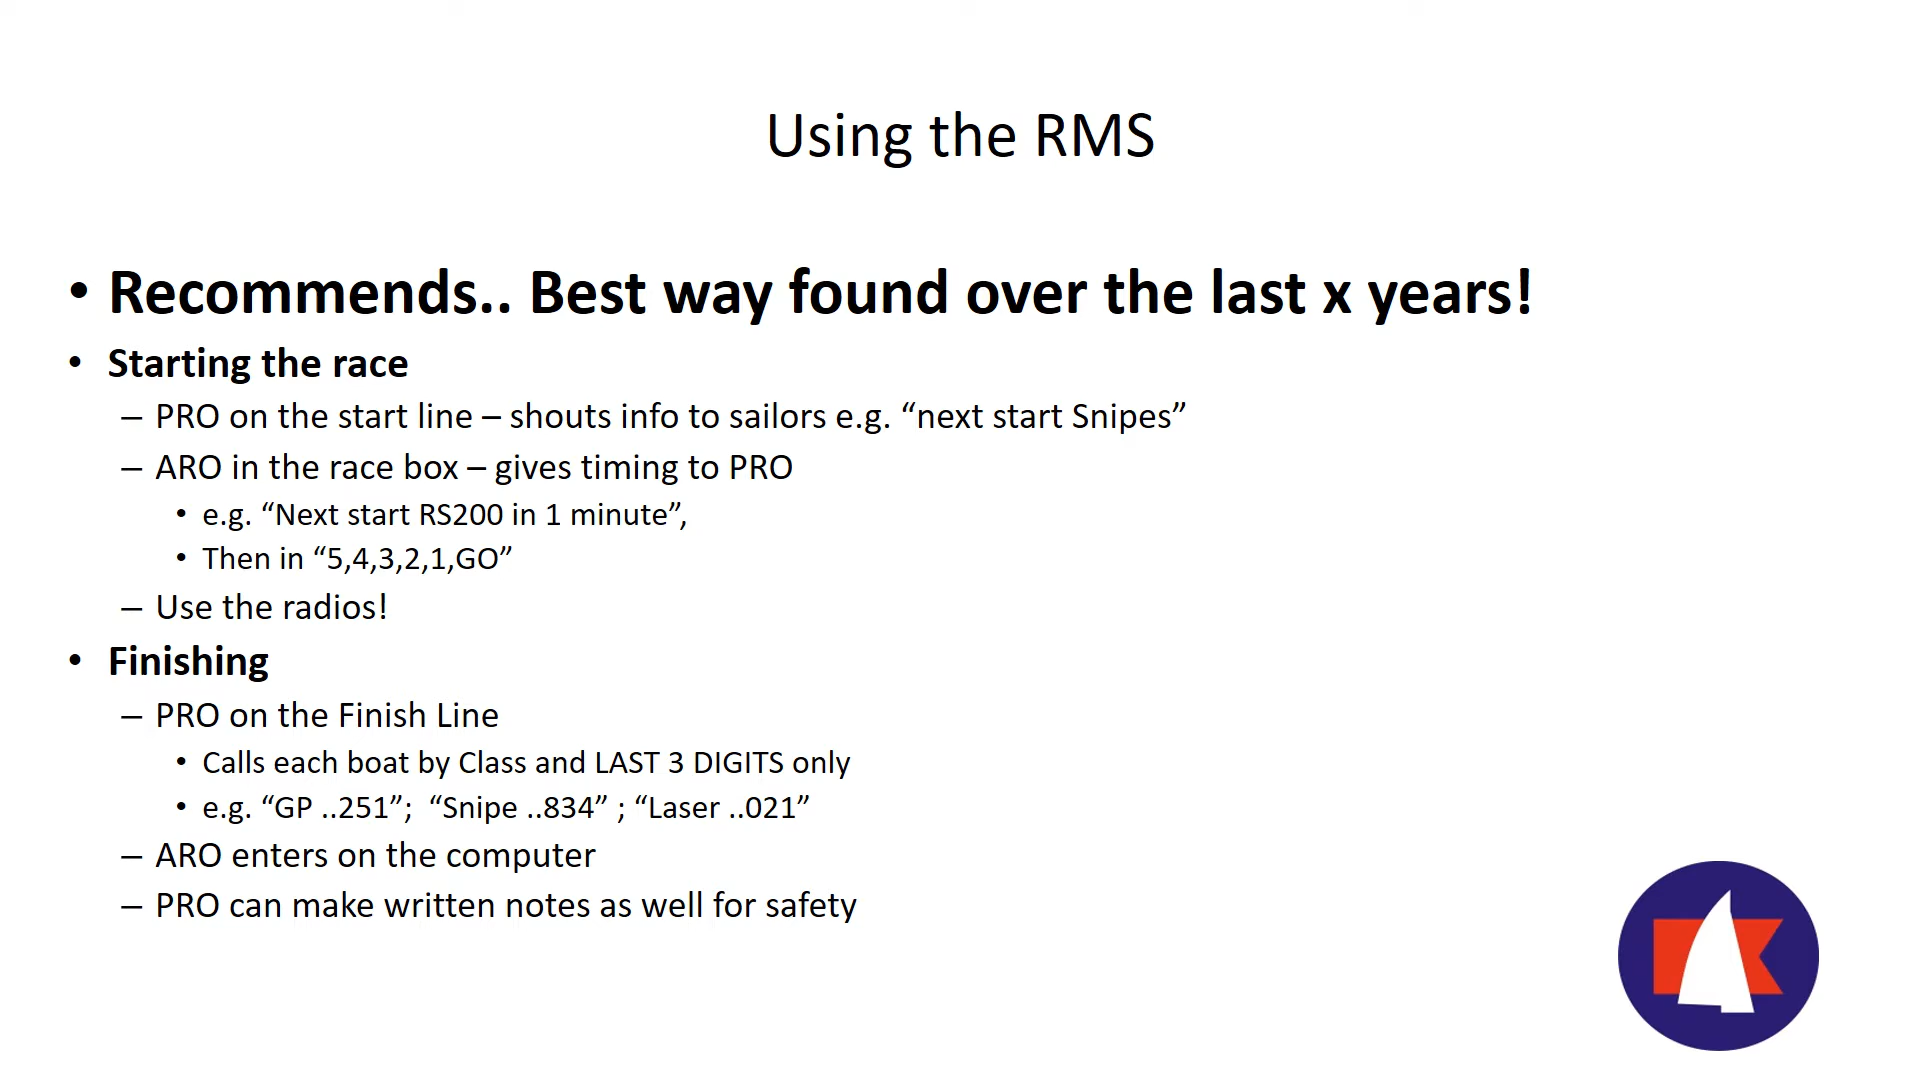 Using the RMS
• Recommends.. Best way found over the last x years!
• Starting the race
– PRO on the start line – shouts info to sailors e.g. “next start Snipes”
– ARO in the race box – gives timing to PRO
• e.g. “Next start RS200 in 1 minute”,
• Then in “5,4,3,2,1,GO”
– Use the radios!
• Finishing
– PRO on the Finish Line
• Calls each boat by Class and LAST 3 DIGITS only
• e.g. “GP ..251”;  “Snipe ..834” ; “Laser ..021”
– ARO enters on the computer
– PRO can make written notes as well for safety